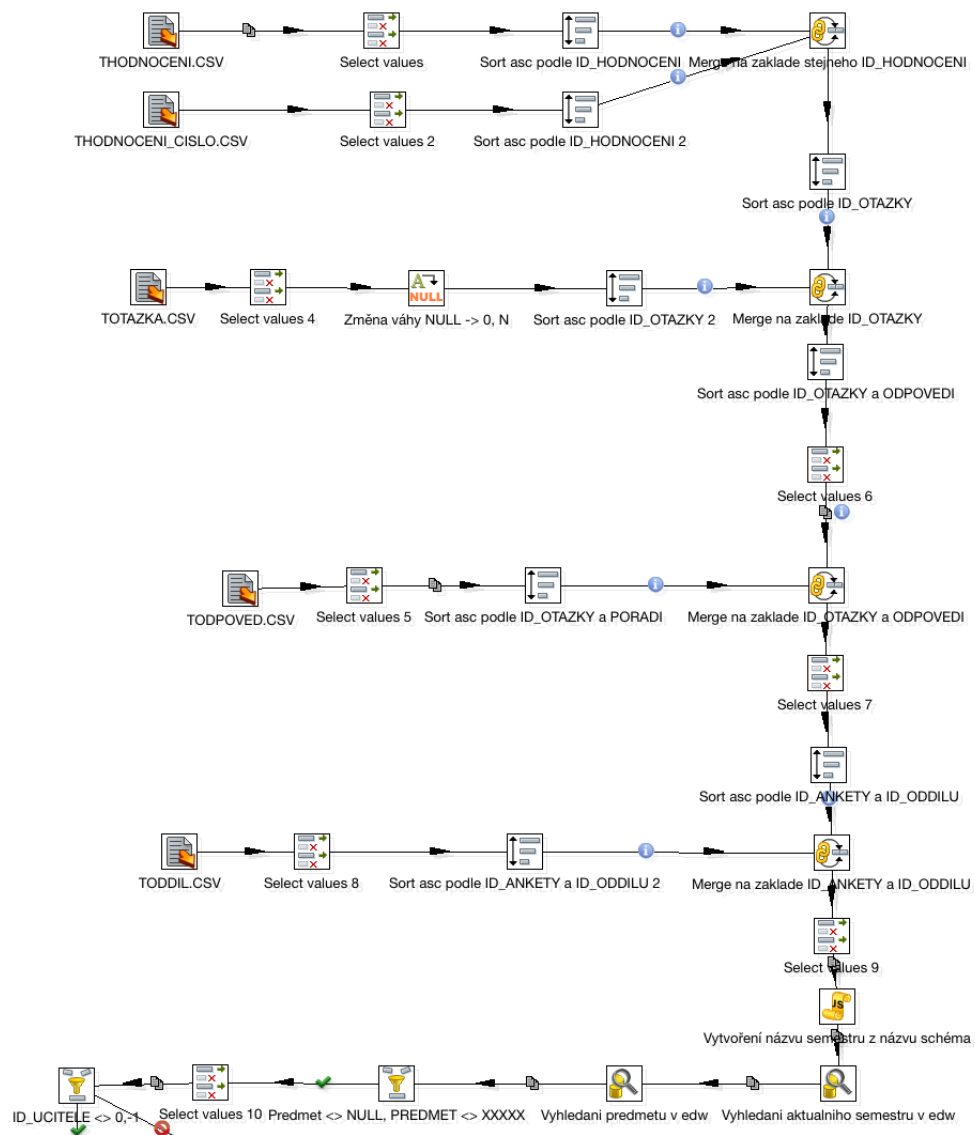 THODNOCENI.CSV
Select values
Sort asc podle ID_HODNOCENI
Merge na zaklade stejneho ID_HODNOCENI
THODNOCENI_CISLO.CSV
Select values 2
Sort asc podle ID_HODNOCENI 2
Sort asc podle ID_OTAZKY
TOTAZKA.CSV
Select values 4
A
NULL
Změna váhy NULL -> 0, N
Sort asc podle ID_OTAZKY 2
Merge na zaklade ID_OTAZKY
Sort asc podle ID_OTAZKY a ODPOVEDI
Select values 6
TODPOVED.CSV
Select values 5
Sort asc podle ID_OTAZKY a PORADI
Merge na zaklade ID_OTAZKY a ODPOVEDI
Select values 7
Sort asc podle ID_ANKETY a ID_ODDILU
TODDIL.CSV
Select values 8
Sort asc podle ID_ANKETY a ID_ODDILU 2
Merge na zaklade ID_ANKETY a ID_ODDILU
Select values 9
JS
Vytvoření názvu semestru z názvu schéma
ID_UCITELE <> 0,-1
Select values 10
Predmet <> NULL, PREDMET <> XXXXX
Vyhledani predmetu v edw
Vyhledani aktualniho semestru v edw